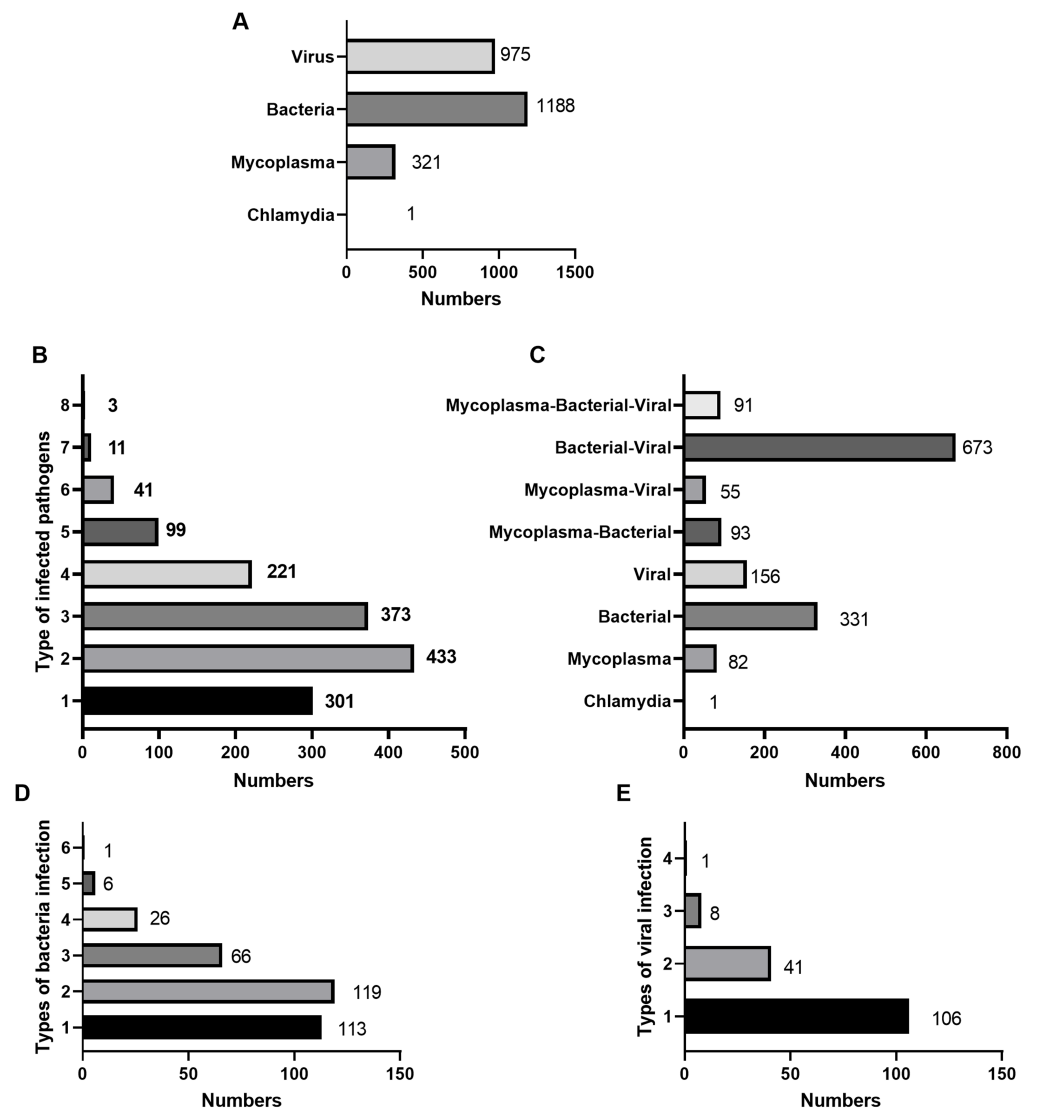 A
Virus 975
Bacteria 1188
Mycoplasma 321
Chlamydia 1
0 500 1000 1500
Numbers
B
Type of infected pathogens
8 3
7 11
6 41
5 99
4 221
3 373
2 433
1 301
0 100 200 300 400 500
Numbers
C
Mycoplasma-Bacterial-Viral 91
Bacterial-Viral 673
Mycoplasma-Viral 55
Mycoplasma-Bacterial 93
Viral 156
Bacterial 331
Mycoplasma 82
Chlamydia 1
0 200 400 600 800
Numbers
D
Types of bacteria infection
6 1
5 6
4 26
3 66
2 119
1 113
0 50 100 150
Numbers
E
Types of viral infection
4 1
3 8
2 41
1 106
0 50 100 150
Numbers